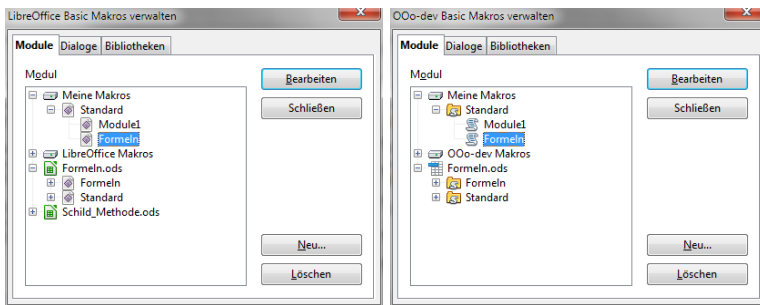 LibreOffice Basic Makros verwalten
Module Dialoge Bibliotheken
Modul
Meine Makros
Standard
Module1
Formeln
LibreOffice Makros
Formeln.ods
Formeln
Standard
Schild_Methode.ods
Bearbeiten
Schließen
Neu...
Löschen
OOo-dev Basic Makros verwalten
Module Dialoge Bibliotheken
Modul
Meine Makros
Standard
Module1
Formeln
OOo-dev Makros
Formeln.ods
Formeln
Standard
Bearbeiten
Schließen
Neu...
Löschen